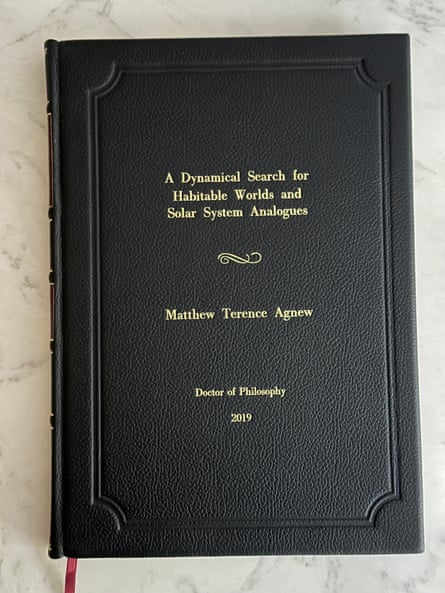 A Dynamical Search for
Habitable Worlds and
Solar System Analogues
Matthew Terence Agnew
Doctor of Philosophy
2019